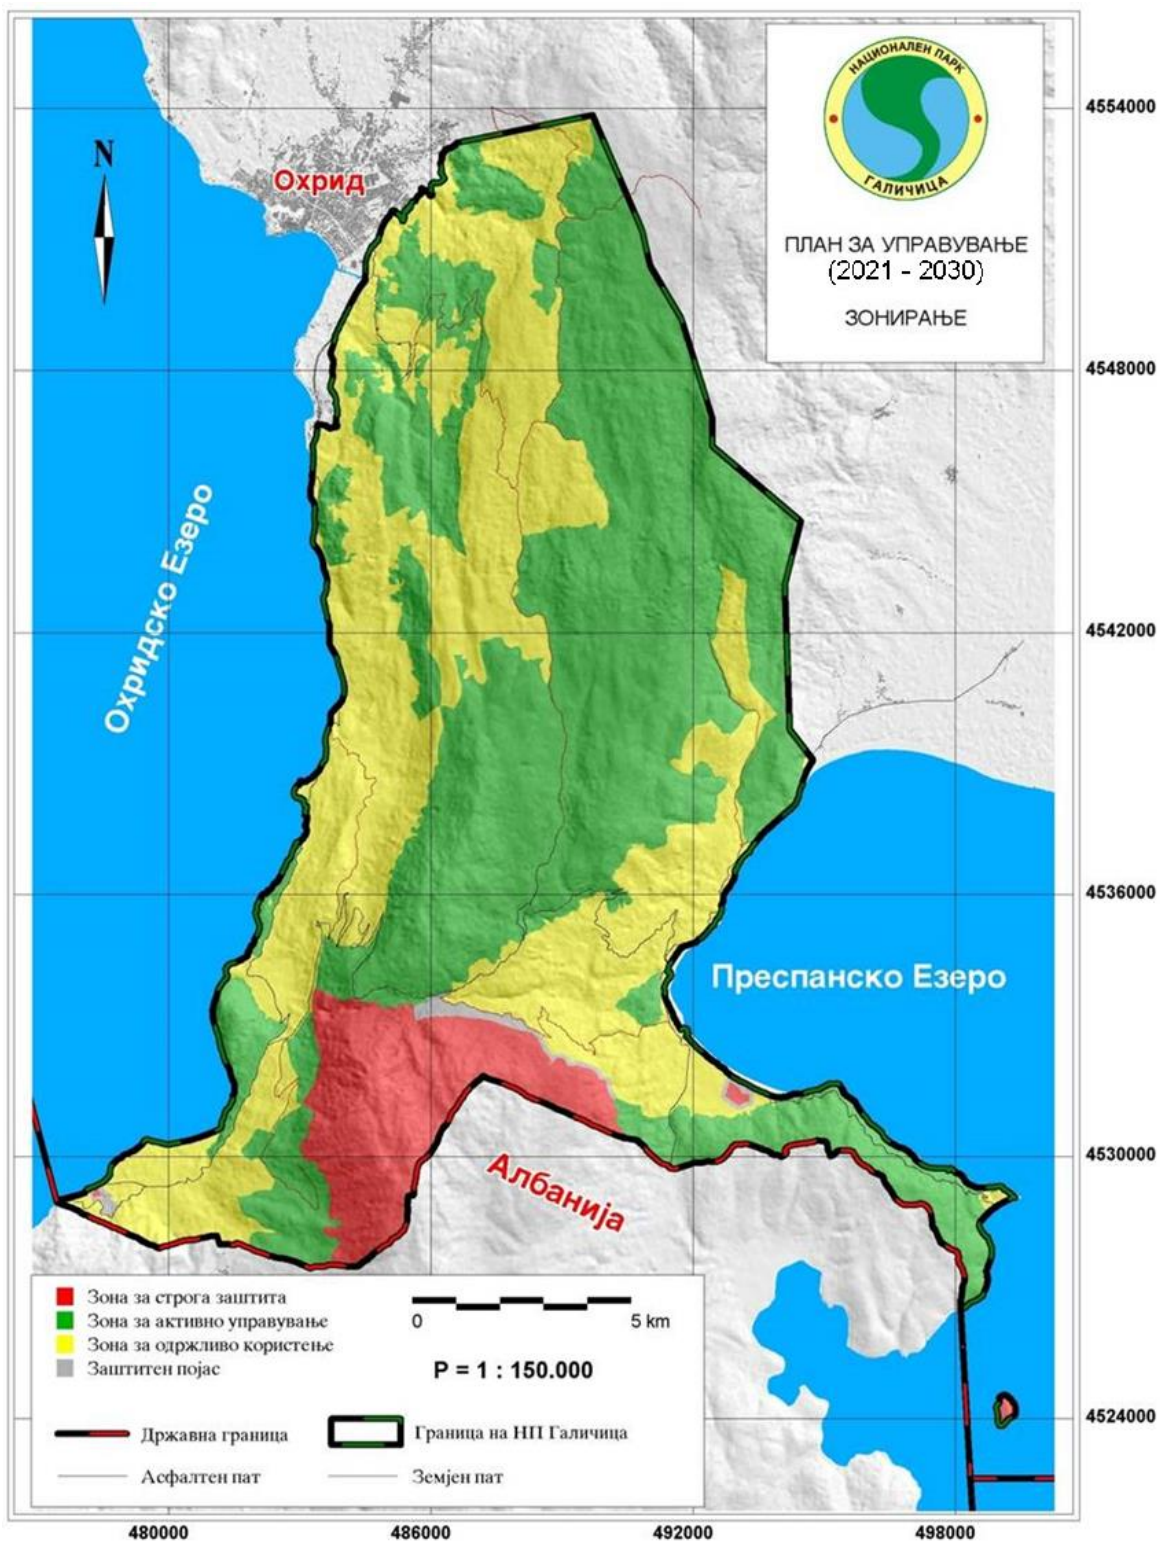 НАЦИОНАЛЕН ПАРК
ГАЛИЧИЦА
ПЛАН ЗА УПРАВУВАЊЕ
(2021 - 2030)
ЗОНИРАЊЕ
N
Охрид
4554000
4548000
Охридско Езеро
4542000
4536000
Преспанско Езеро
4530000
Албанија
Зона за строга заштита
Зона за активно управување
Зона за одржливо користење
Заштитен појас
0 5 km
Р = 1 : 150.000
4524000
Државна граница
Граница на НП Галичица
Асфалтен пат
Земјен пат
480000 486000 492000 498000